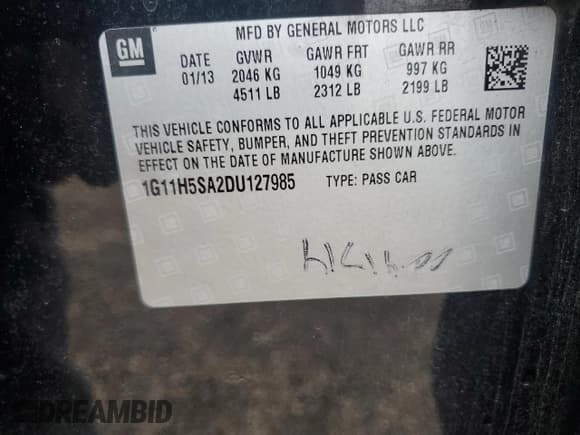 GM
MFD BY GENERAL MOTORS LLC
DATE GVWR GAWR FRT GAWR RR
01/13 2046 KG 1049 KG 997 KG
4511 LB 2312 LB 2199 LB
THIS VEHICLE CONFORMS TO ALL APPLICABLE U.S. FEDERAL MOTOR
VEHICLE SAFETY, BUMPER, AND THEFT PREVENTION STANDARDS IN
EFFECT ON THE DATE OF MANUFACTURE SHOWN ABOVE.
1G11H5SA2DU127985 TYPE: PASS CAR
DREAMBID